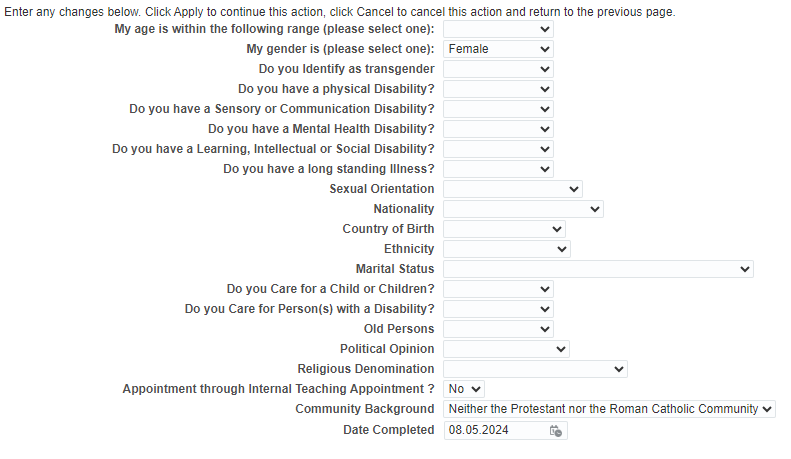 Enter any changes below. Click Apply to continue this action, click Cancel to cancel this action and return to the previous page.
My age is within the following range (please select one):
My gender is (please select one): Female
Do you Identify as transgender
Do you have a physical Disability?
Do you have a Sensory or Communication Disability?
Do you have a Mental Health Disability?
Do you have a Learning, Intellectual or Social Disability?
Do you have a long standing Illness?
Sexual Orientation
Nationality
Country of Birth
Ethnicity
Marital Status
Do you Care for a Child or Children?
Do you Care for Person(s) with a Disability?
Old Persons
Political Opinion
Religious Denomination
Appointment through Internal Teaching Appointment ? No
Community Background Neither the Protestant nor the Roman Catholic Community
Date Completed 08.05.2024